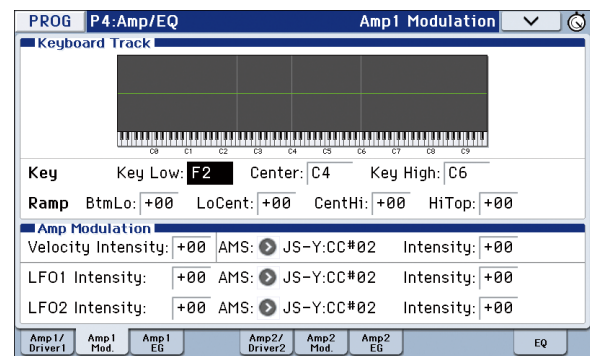 PROG P4:Amp/EQ Amp1 Modulation
Keyboard Track
C0 C1 C2 C3 C4 C5 C6 C7 C8 C9
Key Key Low: F2 Center: C4 Key High: C6
Ramp BtmLo: +00 LoCent: +00 CentHi: +00 HiTop: +00
Amp Modulation
Velocity Intensity: +00 AMS: JS-Y:CC#02 Intensity: +00
LFO1 Intensity: +00 AMS: JS-Y:CC#02 Intensity: +00
LFO2 Intensity: +00 AMS: JS-Y:CC#02 Intensity: +00
Amp1/ Driver1 Amp1 Mod. Amp1 EG Amp2/ Driver2 Amp2 Mod. Amp2 EG EQ